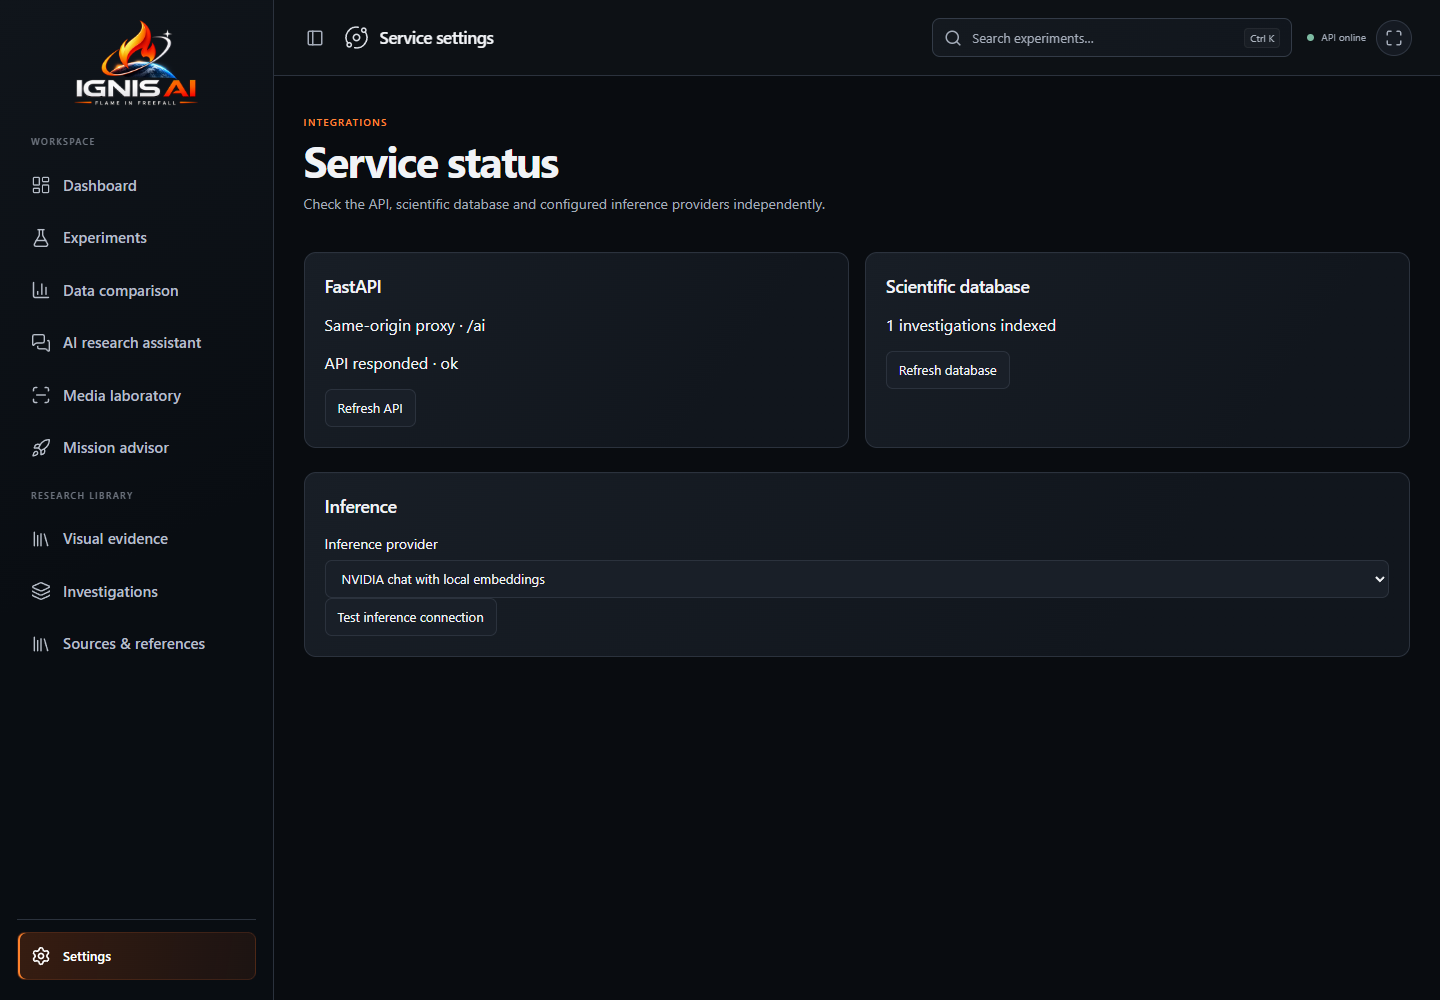 IGNIS AI
FLAME IN FREEFALL
WORKSPACE
Dashboard
Experiments
Data comparison
AI research assistant
Media laboratory
Mission advisor
RESEARCH LIBRARY
Visual evidence
Investigations
Sources & references
Settings
Service settings
Search experiments...
Ctrl K
API online
INTEGRATIONS
Service status
Check the API, scientific database and configured inference providers independently.
FastAPI
Same-origin proxy · /ai
API responded · ok
Refresh API
Scientific database
1 investigations indexed
Refresh database
Inference
Inference provider
NVIDIA chat with local embeddings
Test inference connection